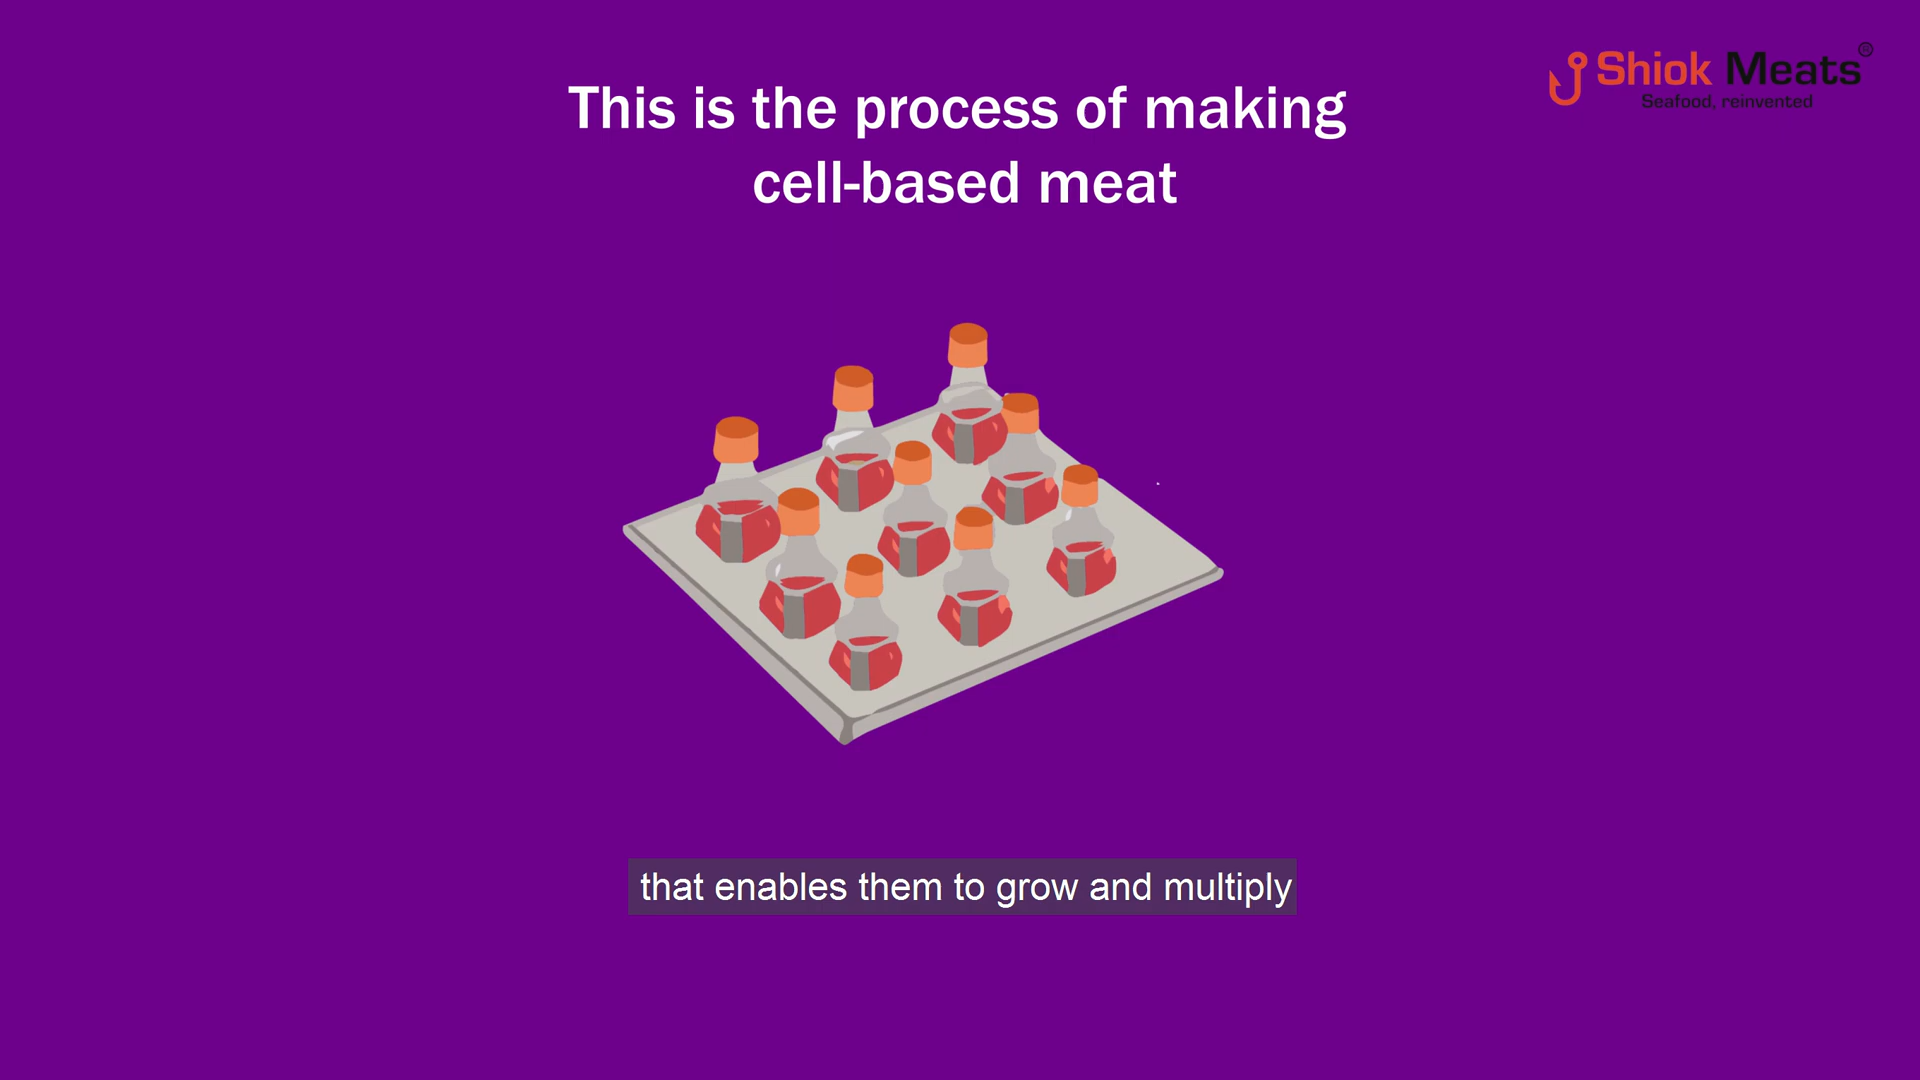 Shiok Meats®
Seafood, reinvented
This is the process of making
cell-based meat
that enables them to grow and multiply